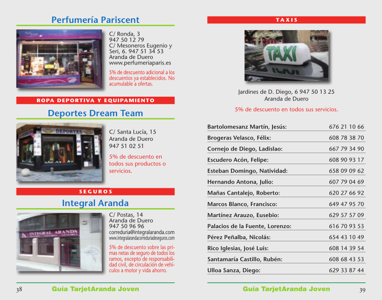 Perfumería Pariscent
C/ Ronda, 3
947 50 12 79
C/ Mesoneros Eugenio y
Seri, 6. 947 51 34 53
Aranda de Duero
www.perfumeriaparis.es
5% de descuento adicional a los
descuentos ya establecidos. No
acumulable a ofertas.
ROPA DEPORTIVA Y EQUIPAMIENTO
Deportes Dream Team
C/ Santa Lucía, 15
Aranda de Duero
947 51 02 51
5% de descuento en
todos sus productos o
servicios.
SEGUROS
Integral Aranda
INTEGRAL ARANDA
C/ Postas, 14
Aranda de Duero
947 50 96 96
correduria@integralaranda.com
www.integralarandacorreduriadeseguros.com
5% de descuento sobre las pri-
mas netas de seguro de todos los
ramos, excepto de responsabili-
dad civil, de circulación de vehí-
culos a motor y vida ahorro.
38
Guía TarjetAranda Joven
TAXIS
TAXI
Jardines de D. Diego, 6 947 50 13 25
Aranda de Duero
5% de descuento en todos sus servicios.
Bartolomesanz Martín, Jesús: 676 21 10 66
Brogeras Velasco, Félix: 608 78 38 70
Cornejo de Diego, Ladislao: 667 79 34 90
Escudero Acón, Felipe: 608 90 93 17
Esteban Domingo, Natividad: 658 09 09 62
Hernando Antona, Julio: 607 79 04 69
Mañas Cantalejo, Roberto: 620 27 66 92
Marcos Blanco, Francisco: 649 47 95 70
Martínez Arauzo, Eusebio: 629 57 57 09
Palacios de la Fuente, Lorenzo: 616 70 93 53
Pérez Peñalba, Nicolás: 654 43 10 49
Rico Iglesias, José Luis: 608 14 39 54
Santamaría Castillo, Rubén: 608 68 43 53
Ulloa Sanza, Diego: 629 33 87 44
Guía TarjetAranda Joven
39